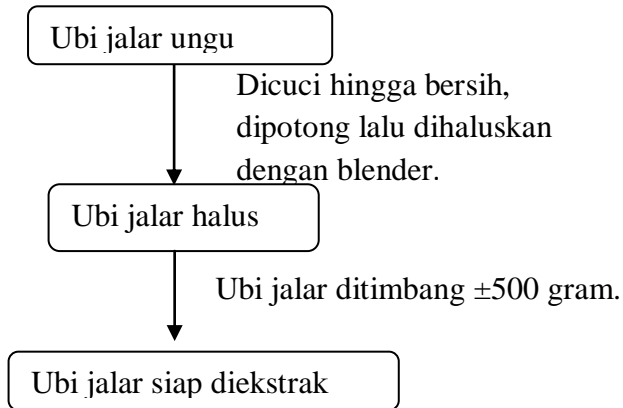 Ubi jalar ungu
Dicuci hingga bersih,
dipotong lalu dihaluskan
dengan blender.
Ubi jalar halus
Ubi jalar ditimbang ±500 gram.
Ubi jalar siap diekstrak